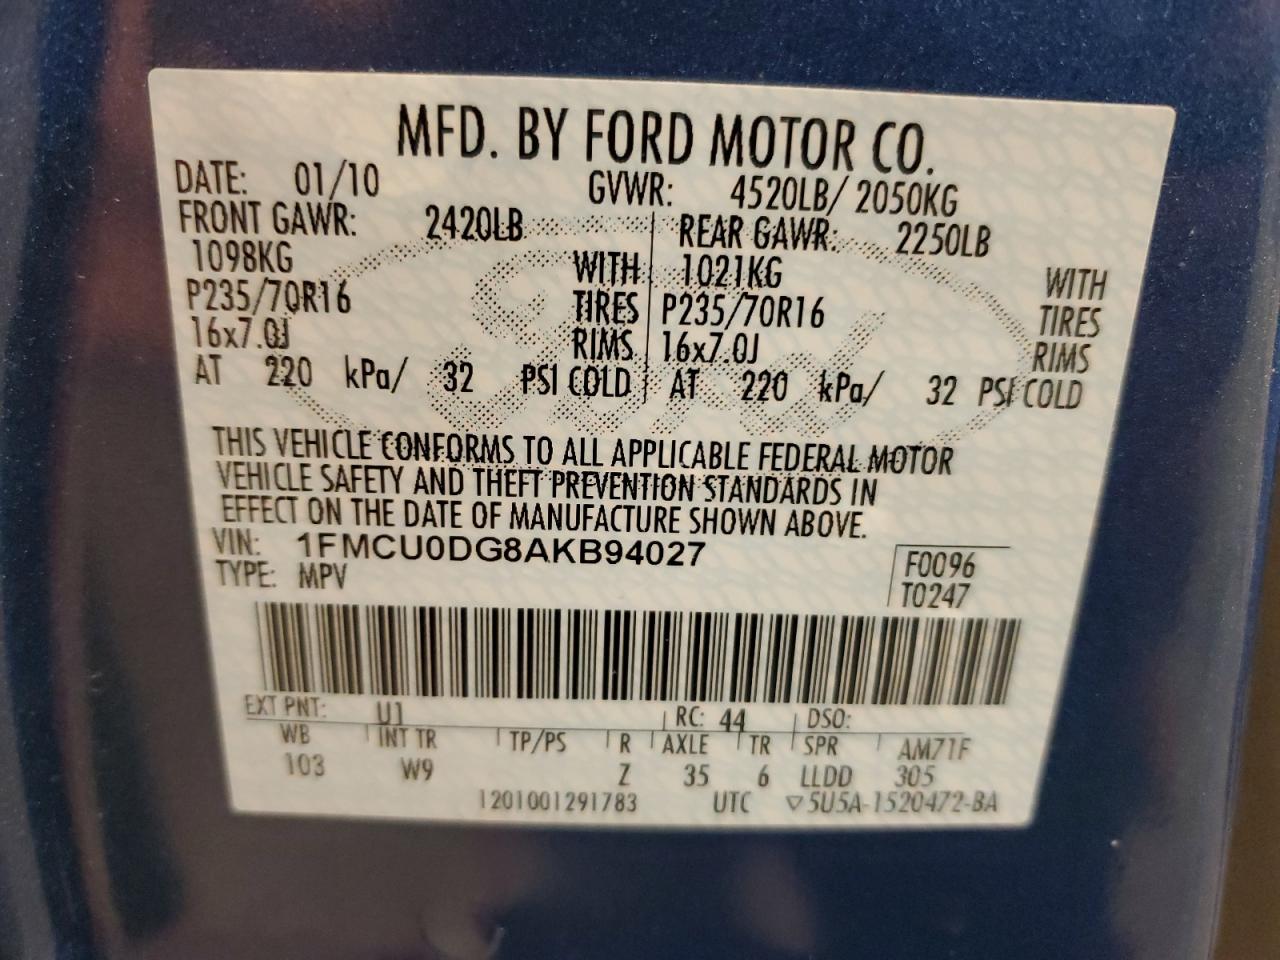 MFD. BY FORD MOTOR CO.
DATE: 01/10 GVWR: 4520LB/ 2050KG
FRONT GAWR: 2420LB REAR GAWR: 2250LB
1098KG WITH 1021KG WITH
P235/70R16 TIRES P235/70R16 TIRES
16x7.0J RIMS 16x7.0J RIMS
AT 220 kPa/ 32 PSI COLD AT 220 kPa/ 32 PSI COLD
Ford
THIS VEHICLE CONFORMS TO ALL APPLICABLE FEDERAL MOTOR
VEHICLE SAFETY AND THEFT PREVENTION STANDARDS IN
EFFECT ON THE DATE OF MANUFACTURE SHOWN ABOVE.
VIN: 1FMCU0DG8AKB94027 F0096
TYPE: MPV T0247
EXT PNT: U1 RC: 44 DSO:
WB INT TR TP/PS R AXLE TR SPR AM71F
103 W9 Z 35 6 LLDD 305
1201001291783 UTC ▽5U5A-1520472-BA